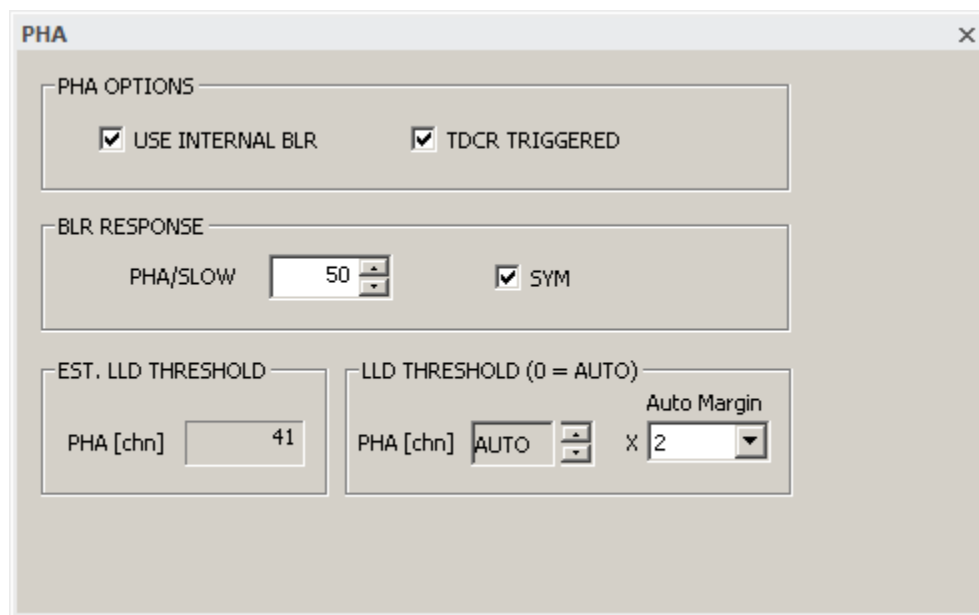 PHA
PHA OPTIONS
USE INTERNAL BLR TDCR TRIGGERED
BLR RESPONSE
PHA/SLOW 50 SYM
EST. LLD THRESHOLD
PHA [chn] 41
LLD THRESHOLD (0 = AUTO)
Auto Margin
PHA [chn] AUTO X 2